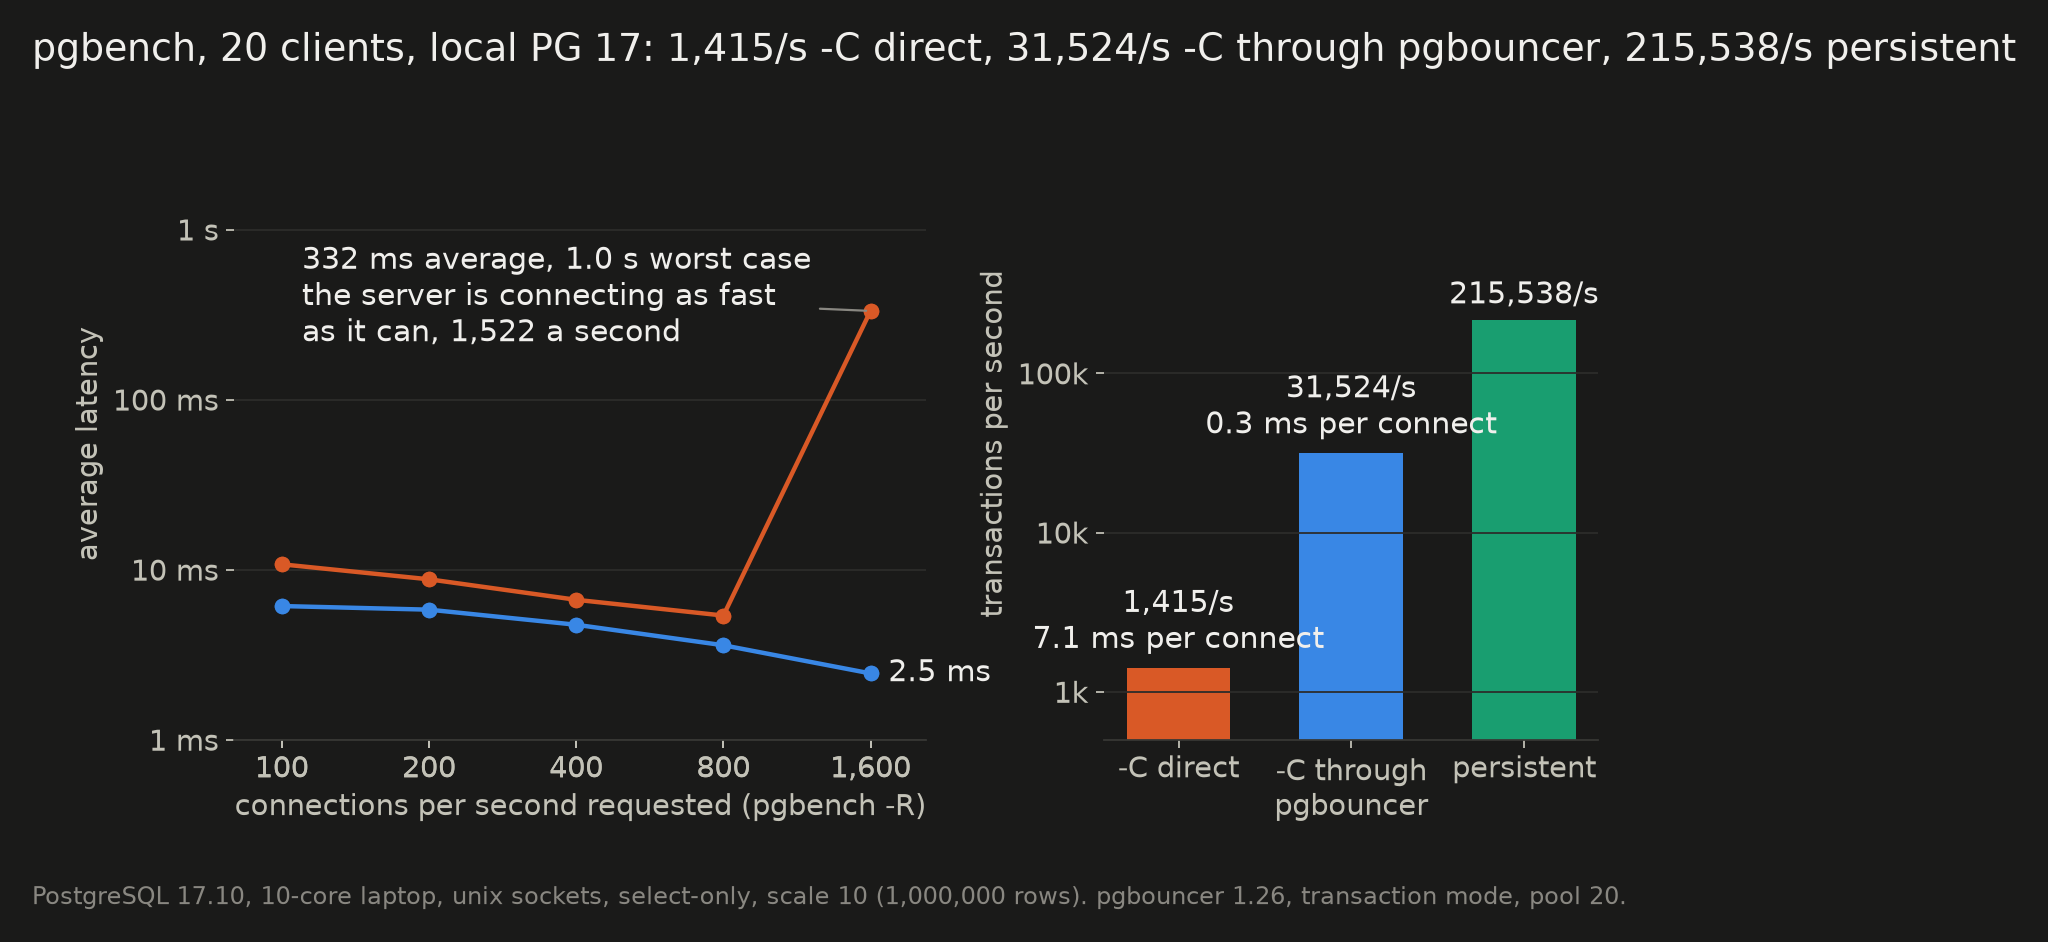 pgbench, 20 clients, local PG 17: 1,415/s -C direct, 31,524/s -C through pgbouncer, 215,538/s persistent
average latency
1 s
100 ms
10 ms
1 ms
332 ms average, 1.0 s worst case
the server is connecting as fast
as it can, 1,522 a second
2.5 ms
100
200
400
800
1,600
connections per second requested (pgbench -R)
transactions per second
100k
10k
1k
1,415/s
7.1 ms per connect
31,524/s
0.3 ms per connect
215,538/s
-C direct
-C through
pgbouncer
persistent
PostgreSQL 17.10, 10-core laptop, unix sockets, select-only, scale 10 (1,000,000 rows). pgbouncer 1.26, transaction mode, pool 20.